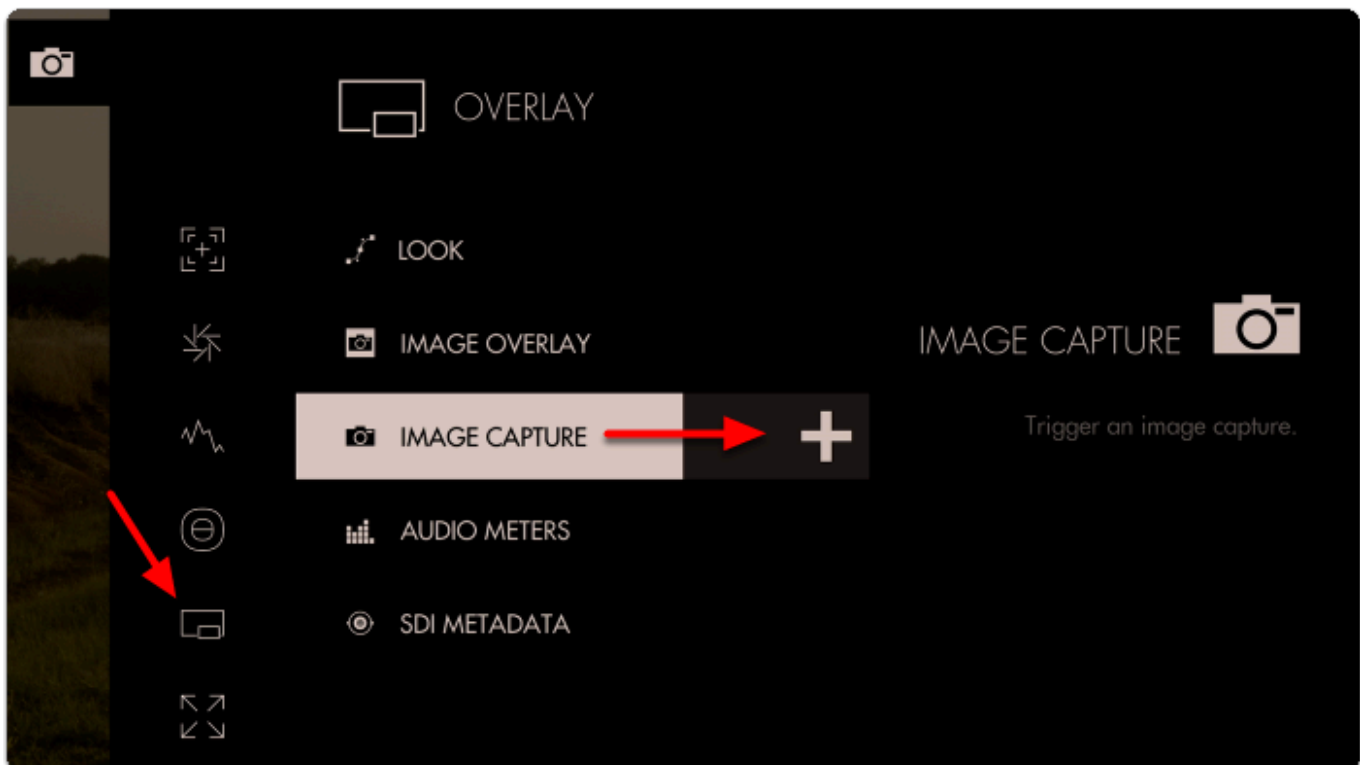 OVERLAY
LOOK
IMAGE OVERLAY
IMAGE CAPTURE
AUDIO METERS
SDI METADATA
IMAGE CAPTURE
Trigger an image capture.